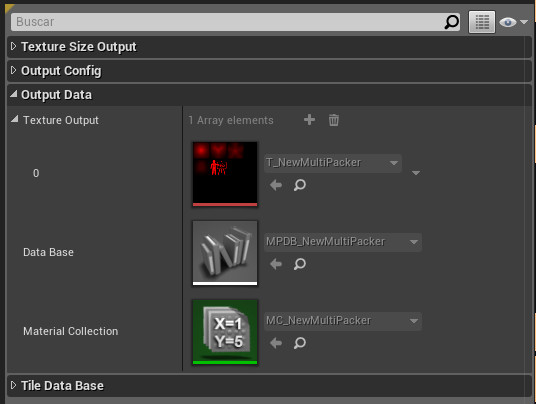 Buscar
Texture Size Output
Output Config
Output Data
Texture Output 1 Array elements
0 T_NewMultiPacker
Data Base MPDB_NewMultiPacker
Material Collection X=1 Y=5 MC_NewMultiPacker
Tile Data Base